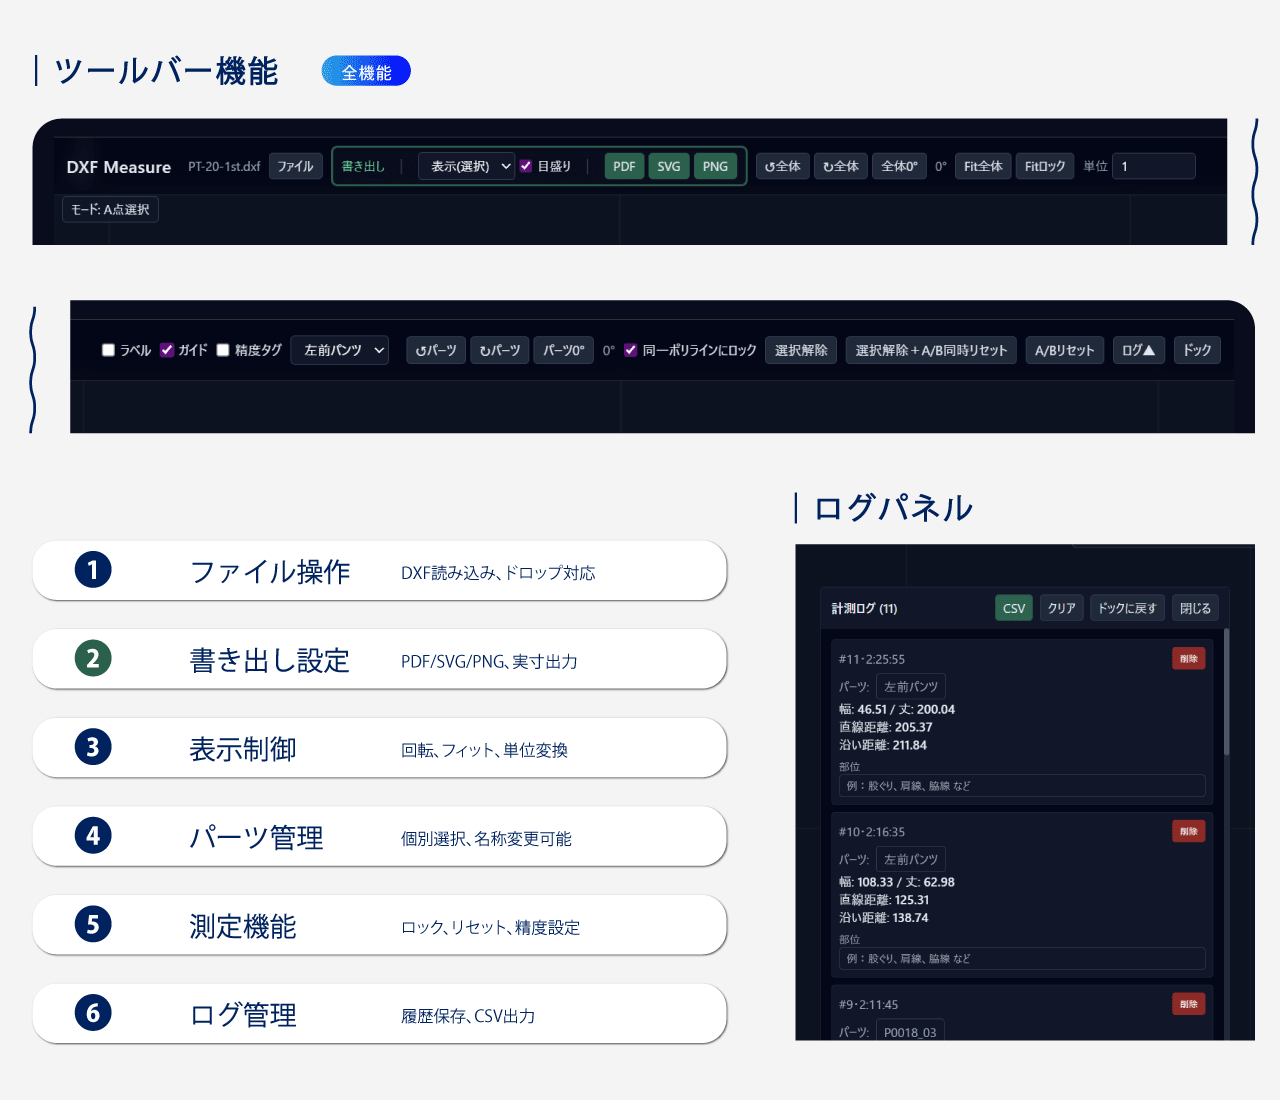 ツールバー機能 全機能
DXF Measure PT-20-1st.dxf ファイル 書き出し | 表示(選択) 目盛り | PDF SVG PNG ↺全体 ↻全体 全体0° 0° Fit全体 Fitロック 単位 1
モード: A点選択
ラベル ガイド 精度タグ 左前パンツ ↺パーツ ↻パーツ パーツ0° 0° 同一ポリラインにロック 選択解除 選択解除＋A/B同時リセット A/Bリセット ログ▲ ドック
1 ファイル操作 DXF読み込み、ドロップ対応
2 書き出し設定 PDF/SVG/PNG、実寸出力
3 表示制御 回転、フィット、単位変換
4 パーツ管理 個別選択、名称変更可能
5 測定機能 ロック、リセット、精度設定
6 ログ管理 履歴保存、CSV出力
ログパネル
計測ログ (11) CSV クリア ドックに戻す 閉じる
#11・2:25:55 削除
パーツ: 左前パンツ
幅: 46.51 / 丈: 200.04
直線距離: 205.37
沿い距離: 211.84
部位
例：股ぐり、肩線、脇線 など
#10・2:16:35 削除
パーツ: 左前パンツ
幅: 108.33 / 丈: 62.98
直線距離: 125.31
沿い距離: 138.74
部位
例：股ぐり、肩線、脇線 など
#9・2:11:45 削除
パーツ: P0018_03